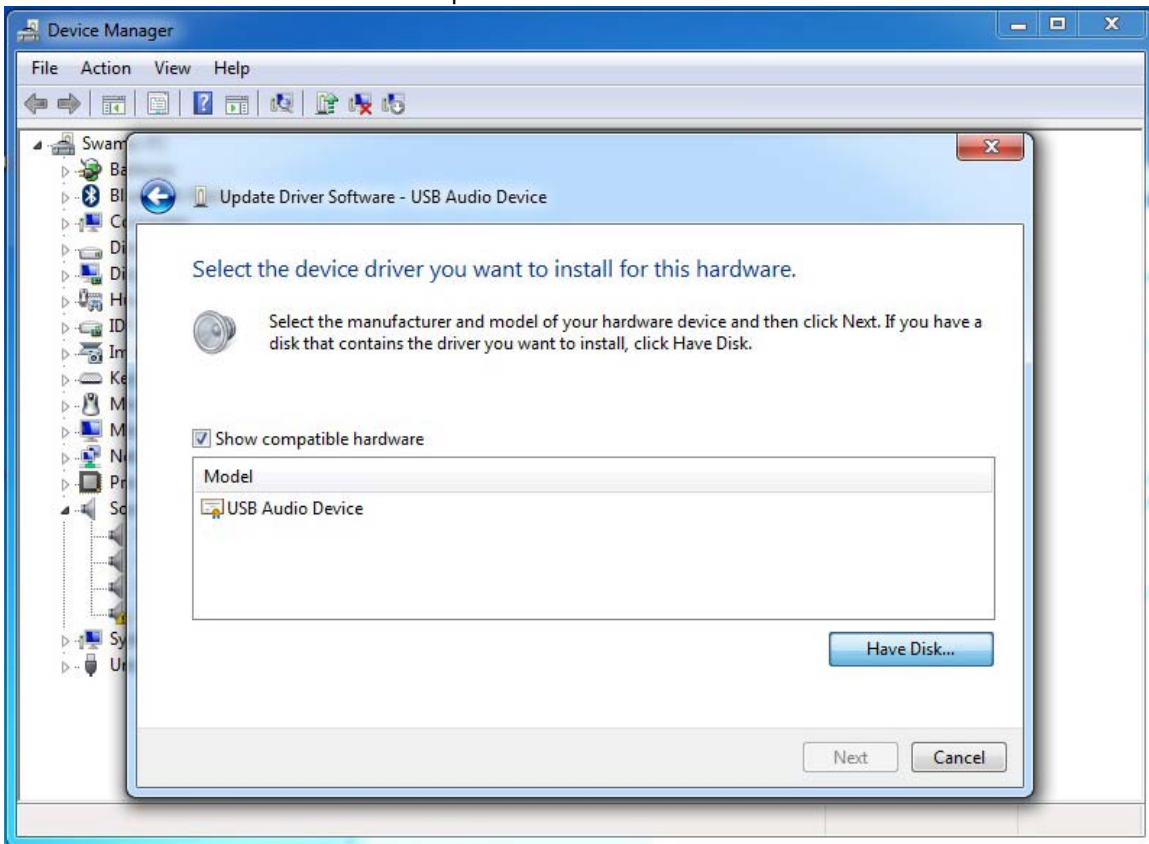 Device Manager
File Action View Help
Update Driver Software - USB Audio Device
Select the device driver you want to install for this hardware.
Select the manufacturer and model of your hardware device and then click Next. If you have a
disk that contains the driver you want to install, click Have Disk.
Show compatible hardware
Model
USB Audio Device
Have Disk...
Next Cancel